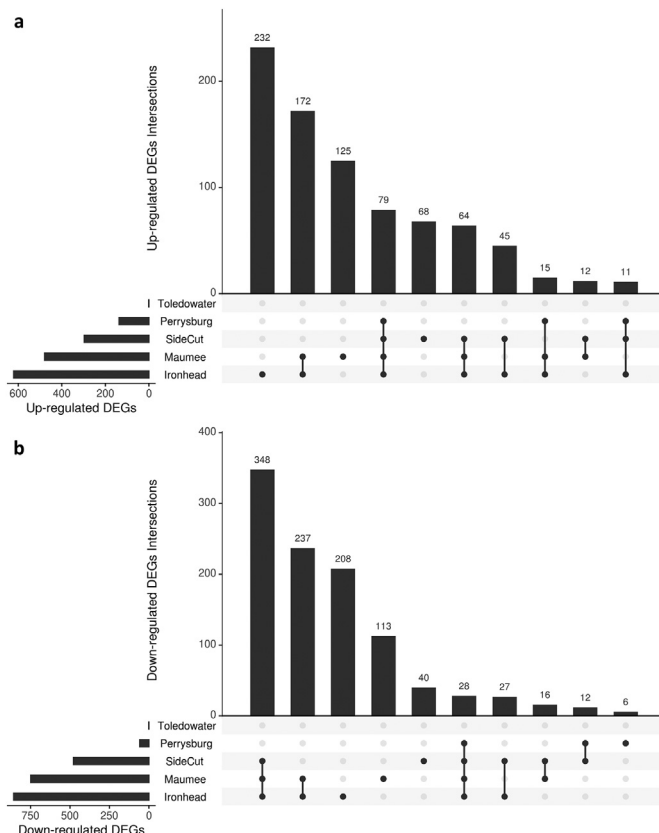 a
Up-regulated DEGs Intersections
200
100
0
232
172
125
79
68
64
45
15
12
11
Toledowater
Perrysburg
SideCut
Maumee
Ironhead
600 400 200 0
Up-regulated DEGs
b
Down-regulated DEGs Intersections
400
300
200
100
0
348
237
208
113
40
28
27
16
12
6
Toledowater
Perrysburg
SideCut
Maumee
Ironhead
750 500 250 0
Down-regulated DEGs